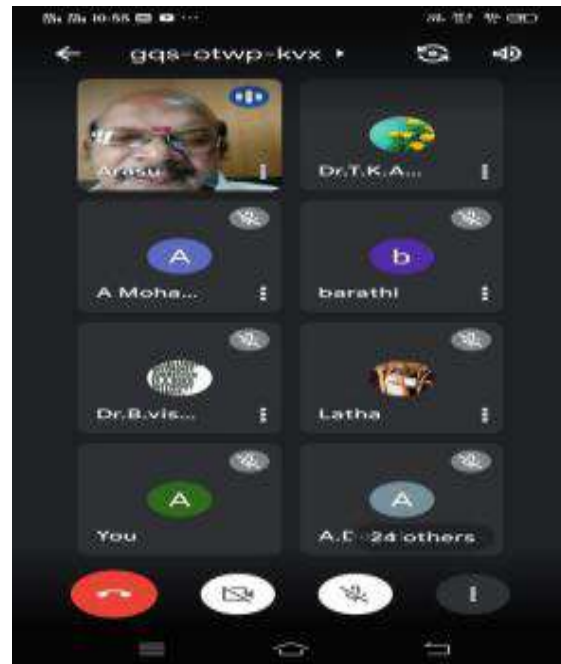 10:55
gqs-otwp-kvx
Arasu
Dr.T.K.A...
A
b
A Moha...
barathi
Dr.B.vis...
Latha
A
A
You
A.D 24 others